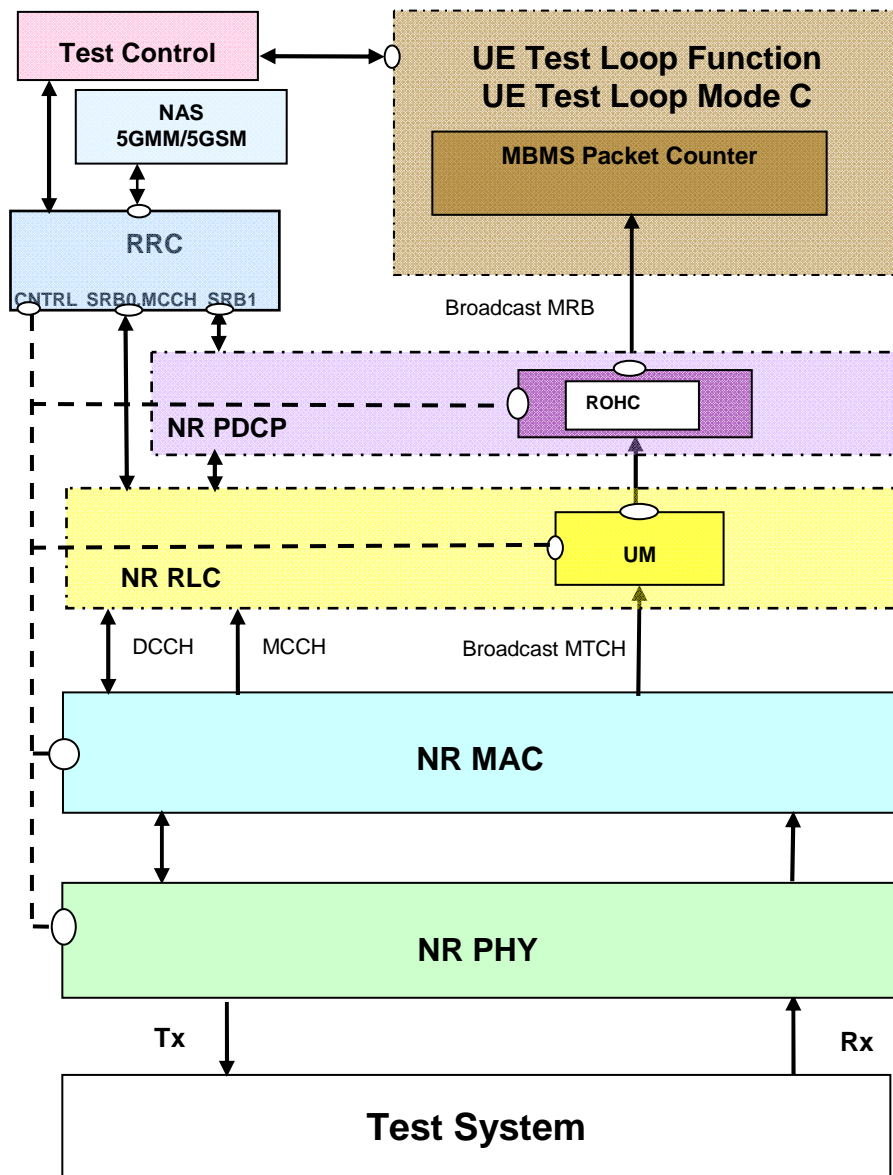 Test Control
UE Test Loop Function
UE Test Loop Mode C
NAS
5GMM/5GSM
MBMS Packet Counter
RRC
CNTRL SRB0,MCCH SRB1
Broadcast MRB
ROHC
NR PDCP
UM
NR RLC
DCCH
MCCH
Broadcast MTCH
NR MAC
NR PHY
Tx
Rx
Test System